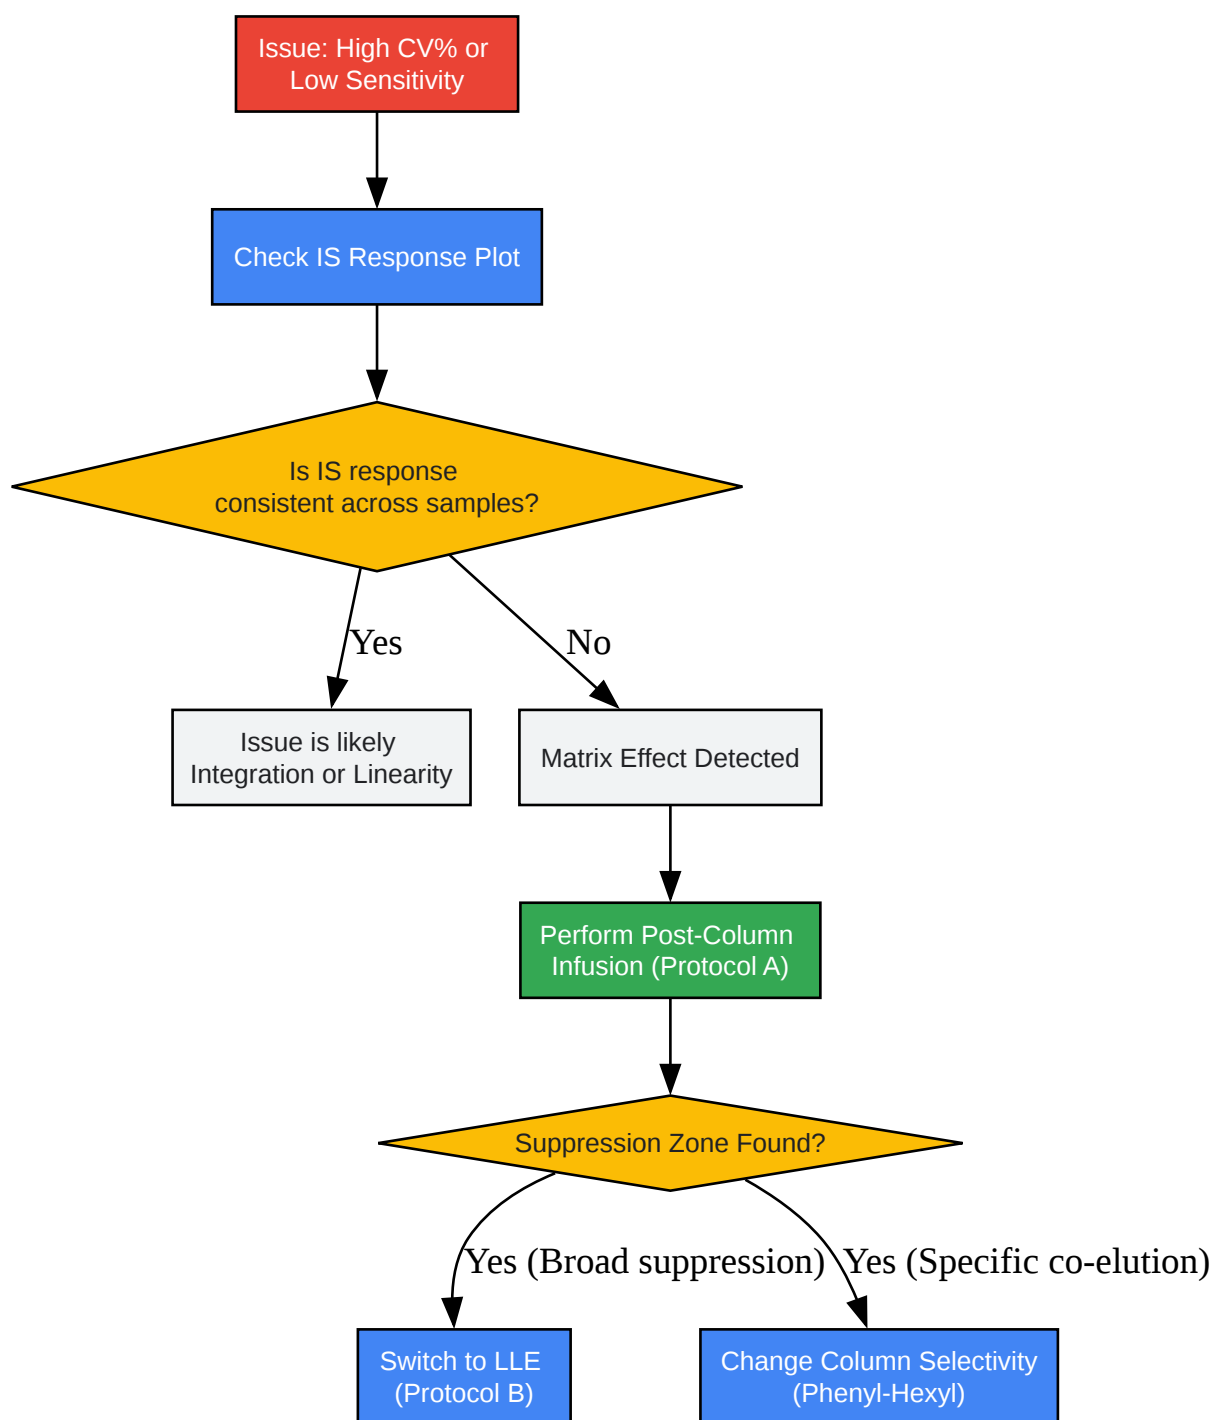 Issue: High CV% or
Low Sensitivity
Check IS Response Plot
Is IS response
consistent across samples?
Yes
No
Issue is likely
Integration or Linearity
Matrix Effect Detected
Perform Post-Column
Infusion (Protocol A)
Suppression Zone Found?
Yes (Broad suppression)
Yes (Specific co-elution)
Switch to LLE
(Protocol B)
Change Column Selectivity
(Phenyl-Hexyl)